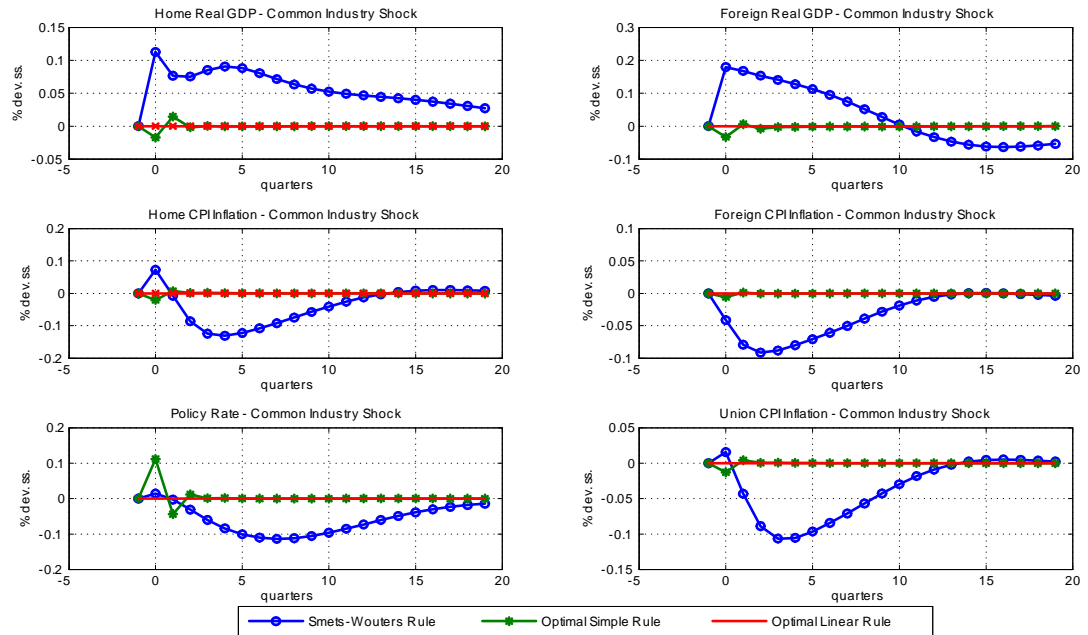 Home Real GDP - Common Industry Shock
Foreign Real GDP - Common Industry Shock
% dev. ss.
0.15
0.1
0.05
0
-0.05
-5 0 5 10 15 20
quarters
% dev. ss.
0.3
0.2
0.1
0
-0.1
-5 0 5 10 15 20
quarters
Home CPI Inflation - Common Industry Shock
Foreign CPI Inflation - Common Industry Shock
% dev. ss.
0.2
0.1
0
-0.1
-0.2
-5 0 5 10 15 20
quarters
% dev. ss.
0.1
0.05
0
-0.05
-0.1
-5 0 5 10 15 20
quarters
Policy Rate - Common Industry Shock
Union CPI Inflation - Common Industry Shock
% dev. ss.
0.2
0.1
0
-0.1
-0.2
-5 0 5 10 15 20
quarters
% dev. ss.
0.05
0
-0.05
-0.1
-0.15
-5 0 5 10 15 20
quarters
Smets-Wouters Rule Optimal Simple Rule Optimal Linear Rule